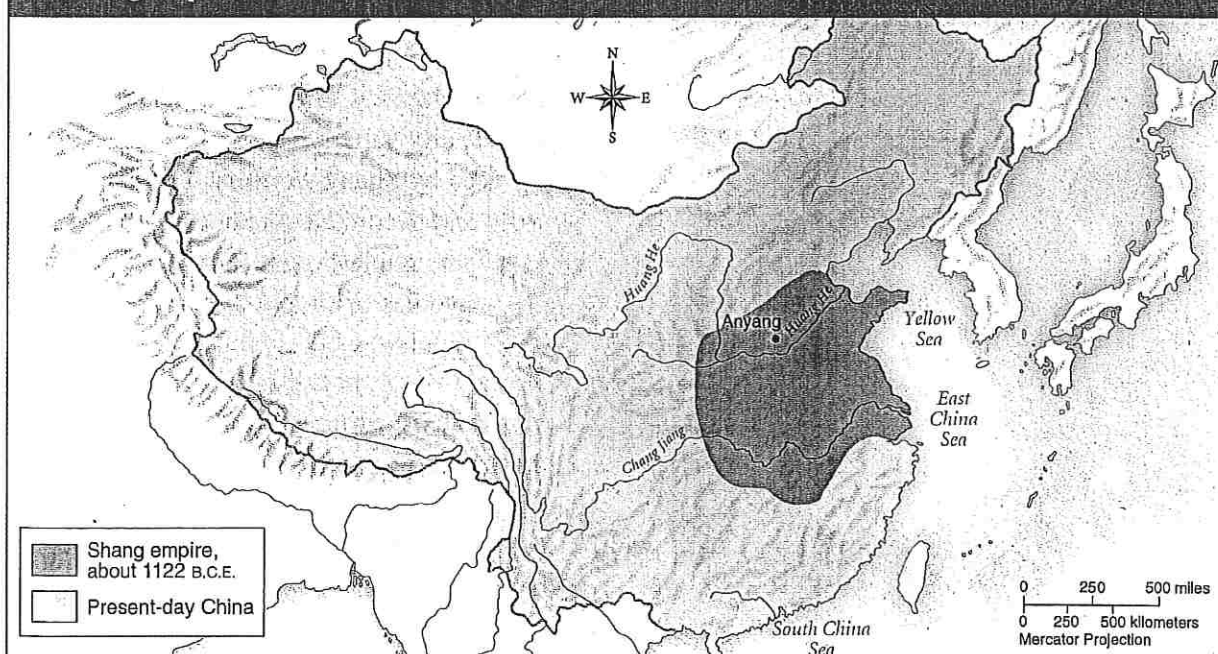 N
W E
S
Huang He
Huang He
Anyang
Yellow
Sea
East
China
Sea
Chang Jiang
Shang empire,
about 1122 B.C.E.
Present-day China
0 250 500 miles
0 250 500 kilometers
Mercator Projection
South China
Sea